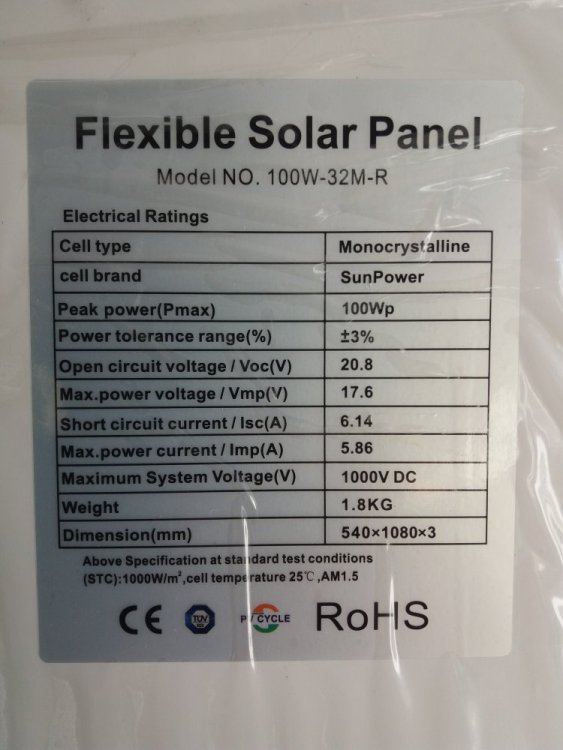 Flexible Solar Panel
Model NO. 100W-32M-R
Electrical Ratings
Cell type Monocrystalline
cell brand SunPower
Peak power(Pmax) 100Wp
Power tolerance range(%) ±3%
Open circuit voltage / Voc(V) 20.8
Max.power voltage / Vmp(V) 17.6
Short circuit current / Isc(A) 6.14
Max.power current / Imp(A) 5.86
Maximum System Voltage(V) 1000V DC
Weight 1.8KG
Dimension(mm) 540×1080×3
Above Specification at standard test conditions
(STC):1000W/m²,cell temperature 25℃,AM1.5
CE TÜV PV CYCLE RoHS